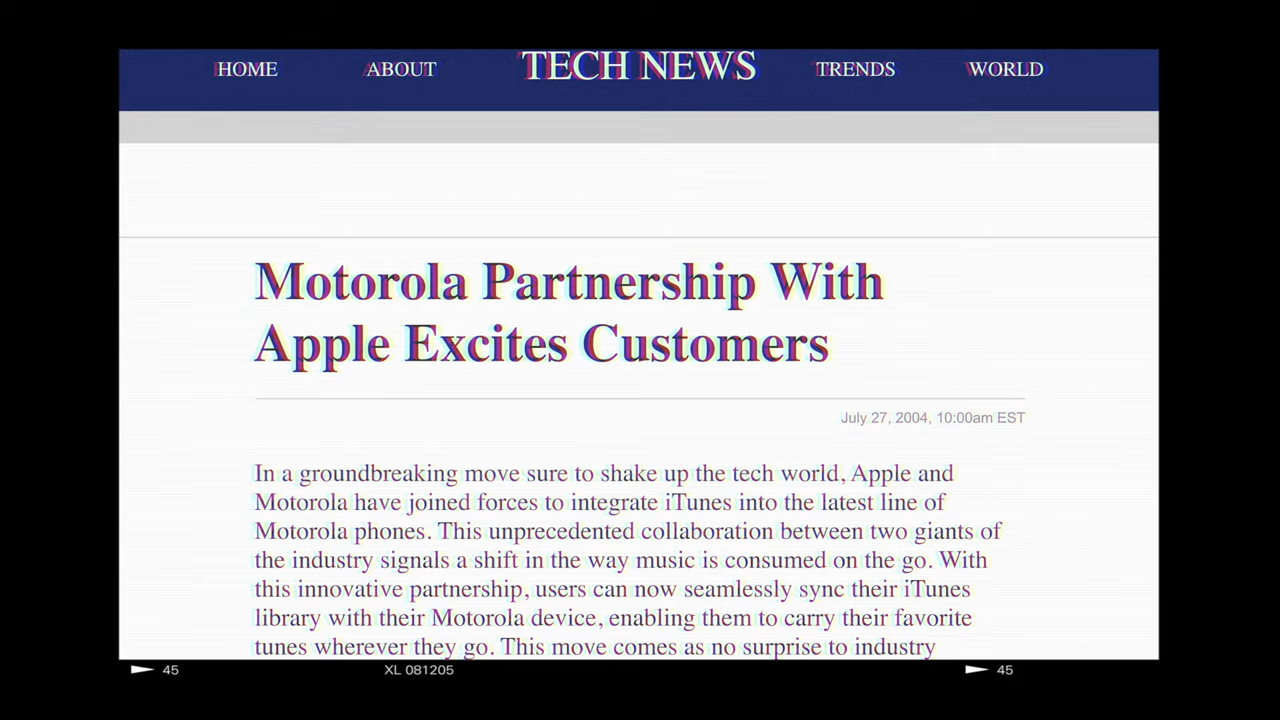 HOME ABOUT TECH NEWS TRENDS WORLD
Motorola Partnership With
Apple Excites Customers
July 27, 2004, 10:00am EST
In a groundbreaking move sure to shake up the tech world, Apple and
Motorola have joined forces to integrate iTunes into the latest line of
Motorola phones. This unprecedented collaboration between two giants of
the industry signals a shift in the way music is consumed on the go. With
this innovative partnership, users can now seamlessly sync their iTunes
library with their Motorola device, enabling them to carry their favorite
tunes wherever they go. This move comes as no surprise to industry
45 XL 081205 45